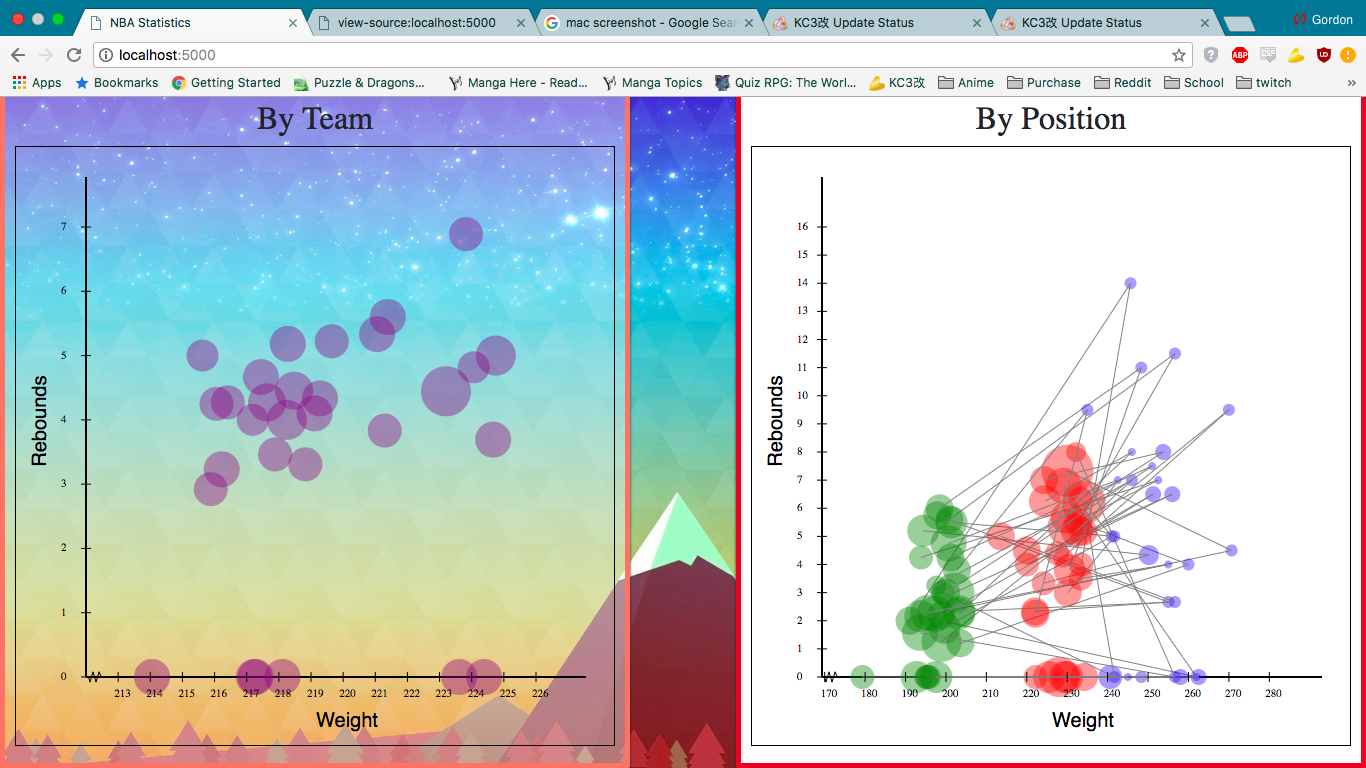 NBA Statistics
view-source:localhost:5000
mac screenshot - Google Sear
KC3改 Update Status
KC3改 Update Status
Gordon
localhost:5000
ABP
Apps
Bookmarks
Getting Started
Puzzle & Dragons...
Manga Here - Read...
Manga Topics
Quiz RPG: The Worl...
KC3改
Anime
Purchase
Reddit
School
twitch
»
By Team
7
6
5
4
3
2
1
0
Rebounds
213 214 215 216 217 218 219 220 221 222 223 224 225 226
Weight
By Position
16
15
14
13
12
11
10
9
8
7
6
5
4
3
2
1
0
Rebounds
170 180 190 200 210 220 230 240 250 260 270 280
Weight